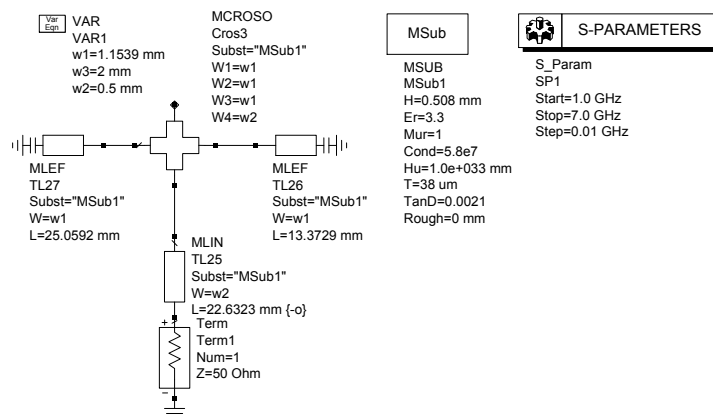 Var
Eqn
VAR
VAR1
w1=1.1539 mm
w3=2 mm
w2=0.5 mm
MCROSO
Cros3
Subst="MSub1"
W1=w1
W2=w1
W3=w1
W4=w2
MSub
MSUB
MSub1
H=0.508 mm
Er=3.3
Mur=1
Cond=5.8e7
Hu=1.0e+033 mm
T=38 um
TanD=0.0021
Rough=0 mm
S-PARAMETERS
S_Param
SP1
Start=1.0 GHz
Stop=7.0 GHz
Step=0.01 GHz
MLEF
TL27
Subst="MSub1"
W=w1
L=25.0592 mm
MLEF
TL26
Subst="MSub1"
W=w1
L=13.3729 mm
MLIN
TL25
Subst="MSub1"
W=w2
L=22.6323 mm {-o}
+
Term
Term1
Num=1
Z=50 Ohm
-